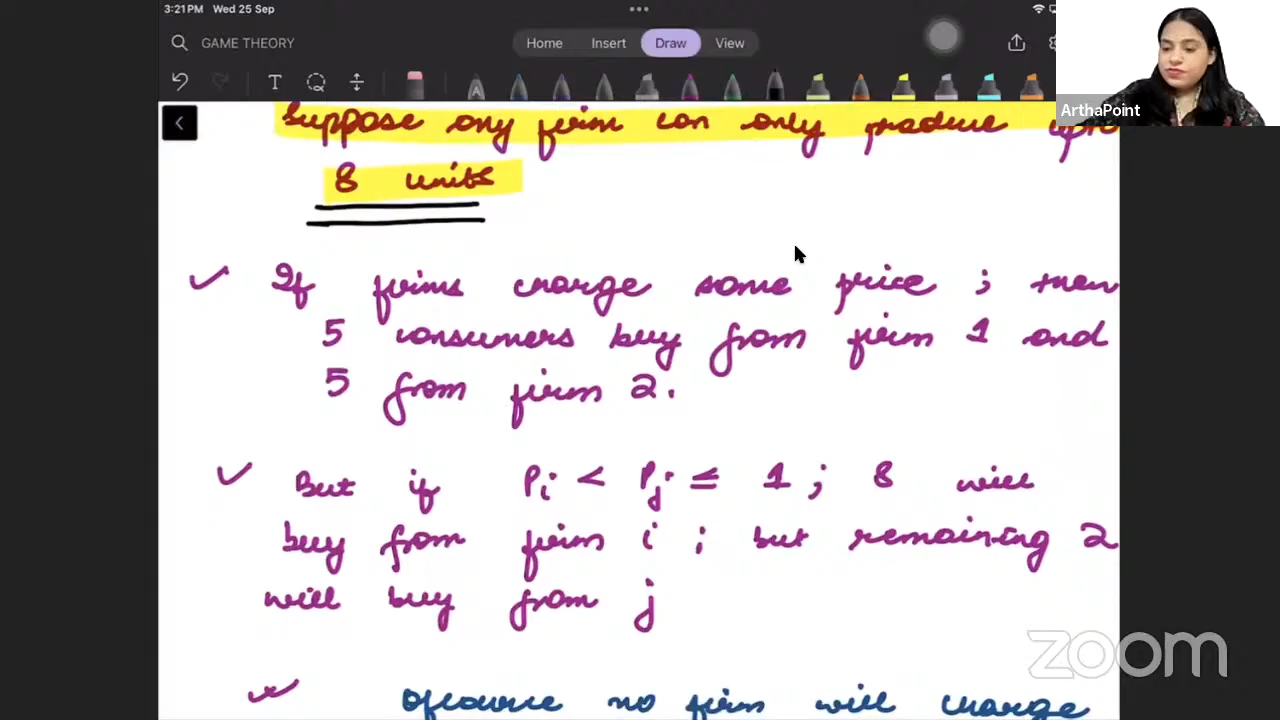 3:21 PM Wed 25 Sep
GAME THEORY
Home Insert Draw View
T
A
ArthaPoint
Suppose any firm can only produce upto
8 units
If firms charge same price ; then
5 consumers buy from firm 1 and
5 from firm 2.
But if Pi < Pj ≤ 1 ; 8 will
buy from firm i ; but remaining 2
will buy from j
zoom
ofcourse no firm will charge